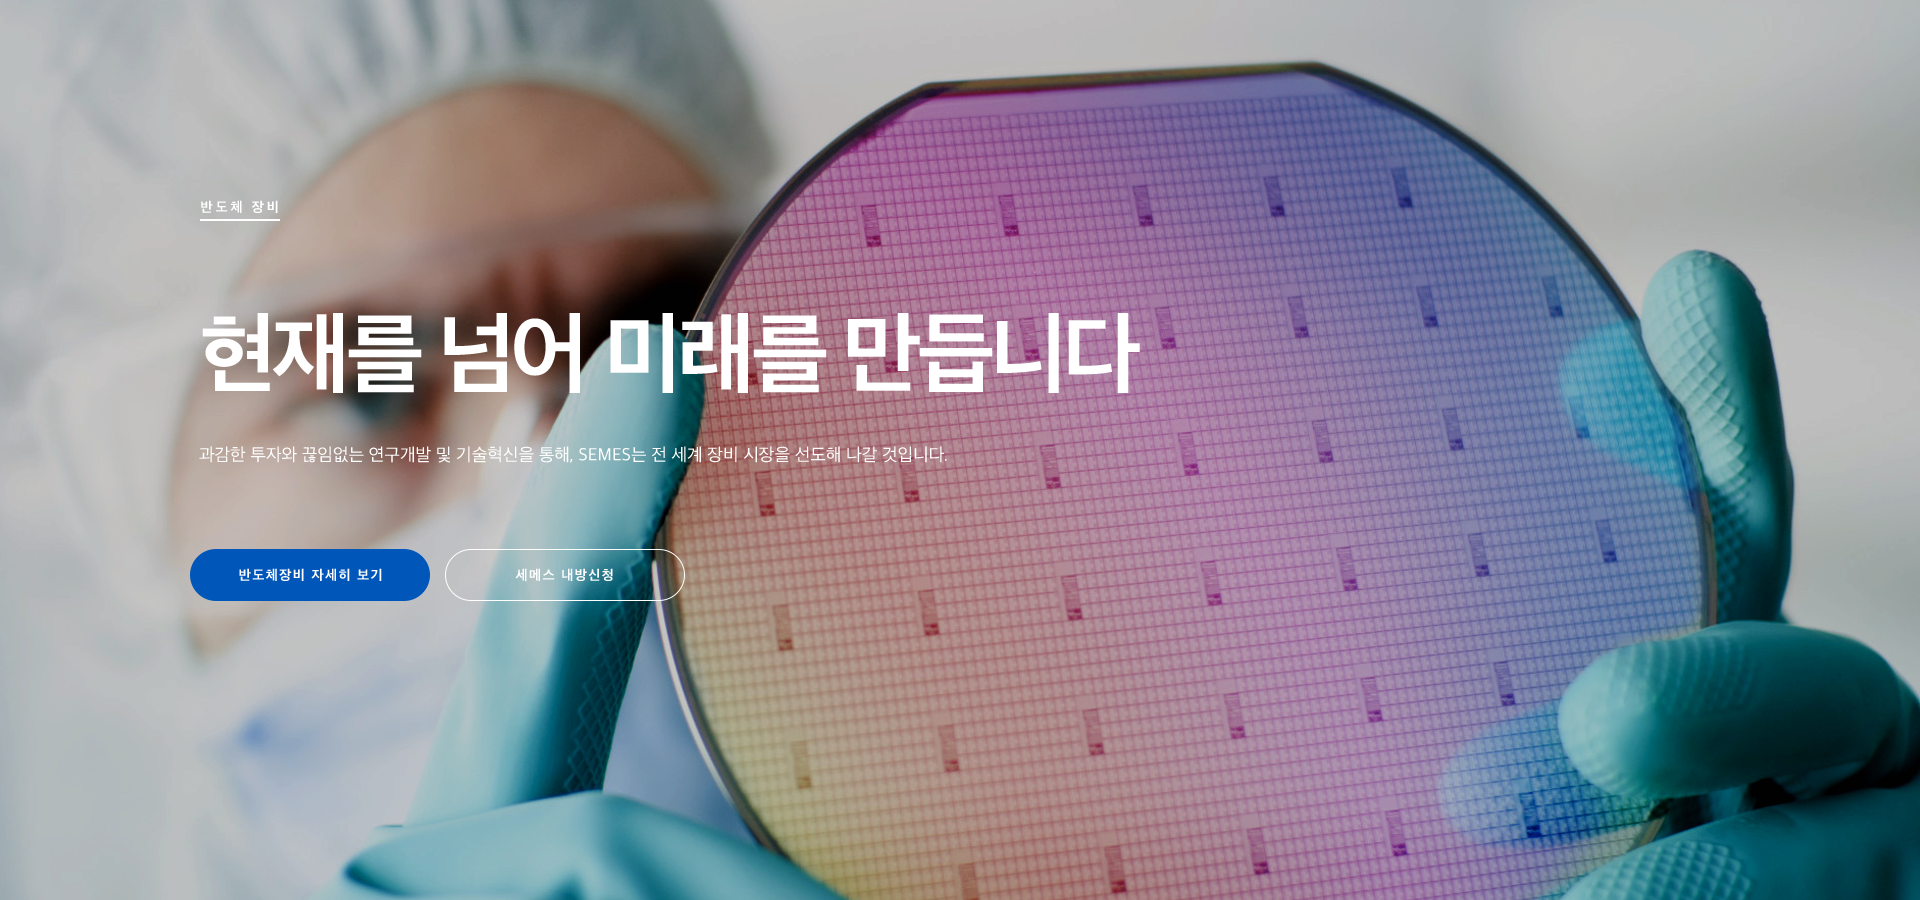 반도체 장비
현재를 넘어 미래를 만듭니다
과감한 투자와 끊임없는 연구개발 및 기술혁신을 통해, SEMES는 전 세계 장비 시장을 선도해 나갈 것입니다.
반도체장비 자세히 보기
세메스 내방신청